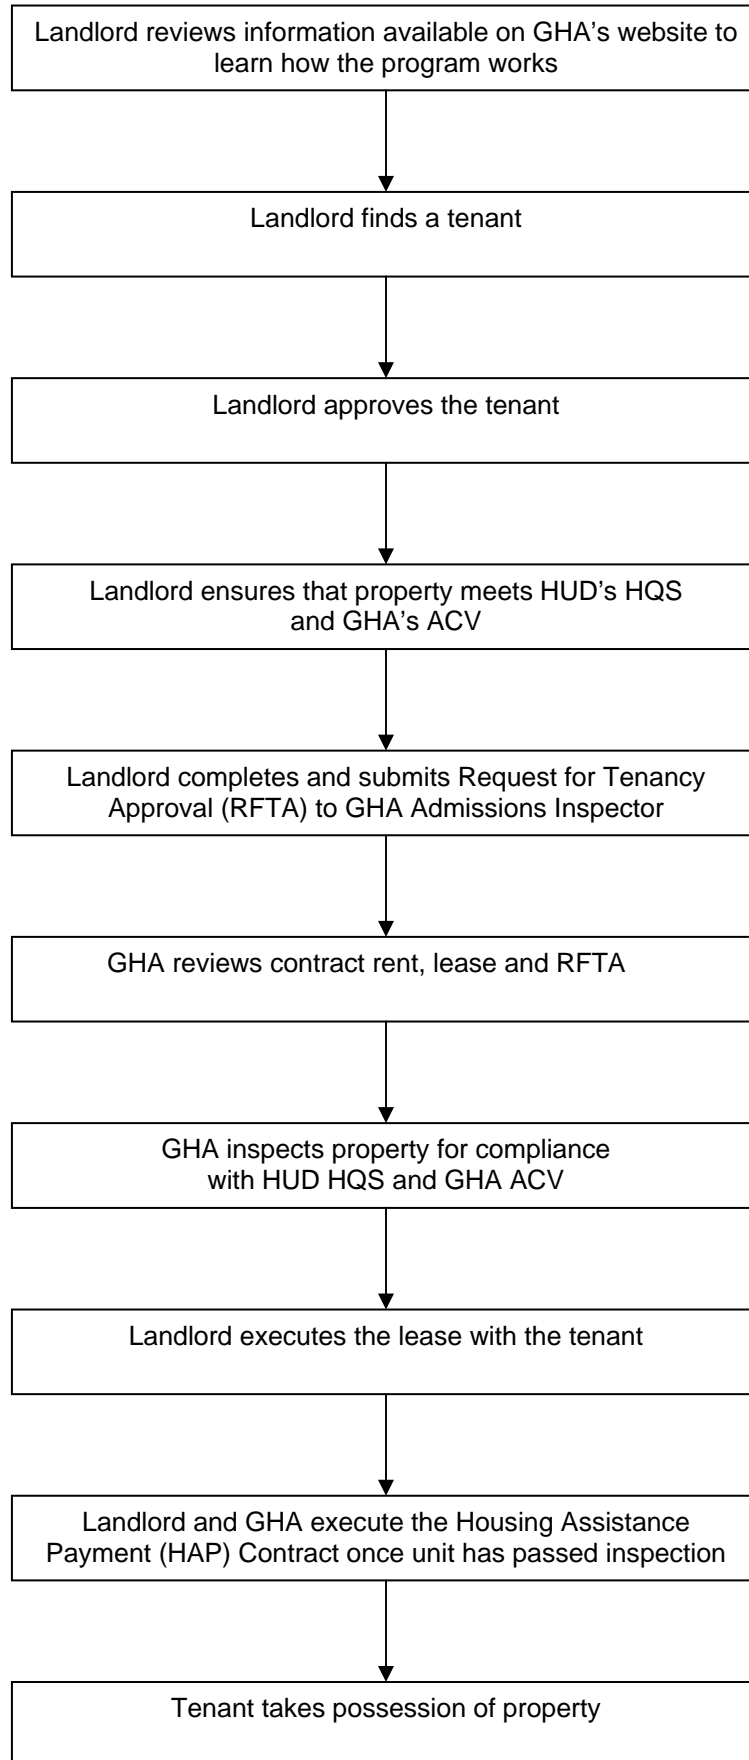 Landlord reviews information available on GHA's website to
learn how the program works
Landlord finds a tenant
Landlord approves the tenant
Landlord ensures that property meets HUD's HQS
and GHA's ACV
Landlord completes and submits Request for Tenancy
Approval (RFTA) to GHA Admissions Inspector
GHA reviews contract rent, lease and RFTA
GHA inspects property for compliance
with HUD HQS and GHA ACV
Landlord executes the lease with the tenant
Landlord and GHA execute the Housing Assistance
Payment (HAP) Contract once unit has passed inspection
Tenant takes possession of property